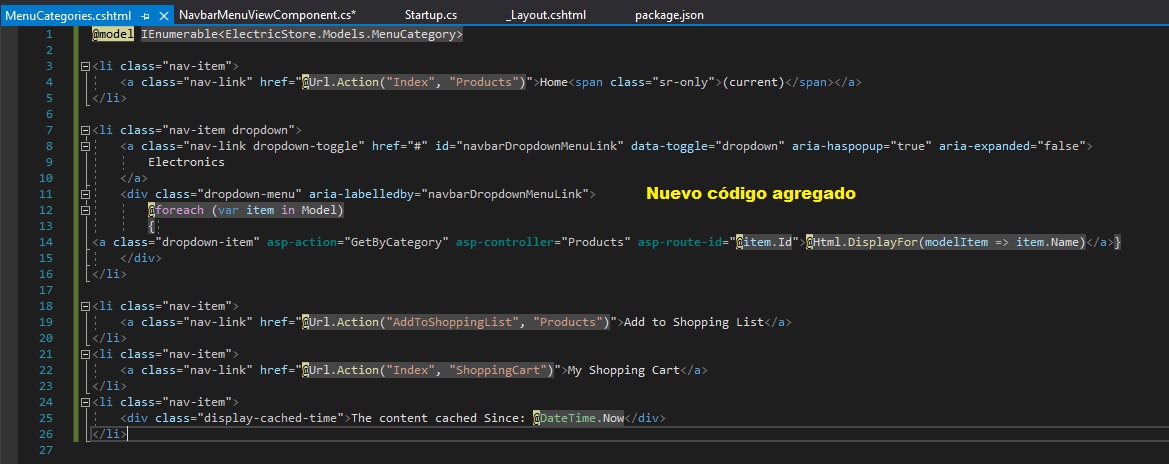 MenuCategories.cshtml NavbarMenuViewComponent.cs* Startup.cs _Layout.cshtml package.json
1 @model IEnumerable<ElectricStore.Models.MenuCategory>
2
3 <li class="nav-item">
4 <a class="nav-link" href="@Url.Action("Index", "Products")">Home<span class="sr-only">(current)</span></a>
5 </li>
6
7 <li class="nav-item dropdown">
8 <a class="nav-link dropdown-toggle" href="#" id="navbarDropdownMenuLink" data-toggle="dropdown" aria-haspopup="true" aria-expanded="false">
9 Electronics
10 </a>
11 <div class="dropdown-menu" aria-labelledby="navbarDropdownMenuLink"> Nuevo código agregado
12 @foreach (var item in Model)
13 {
14 <a class="dropdown-item" asp-action="GetByCategory" asp-controller="Products" asp-route-id="@item.Id">@Html.DisplayFor(modelItem => item.Name)</a>}
15 </div>
16 </li>
17
18 <li class="nav-item">
19 <a class="nav-link" href="@Url.Action("AddToShoppingList", "Products")">Add to Shopping List</a>
20 </li>
21 <li class="nav-item">
22 <a class="nav-link" href="@Url.Action("Index", "ShoppingCart")">My Shopping Cart</a>
23 </li>
24 <li class="nav-item">
25 <div class="display-cached-time">The content cached Since: @DateTime.Now</div>
26 </li>
27